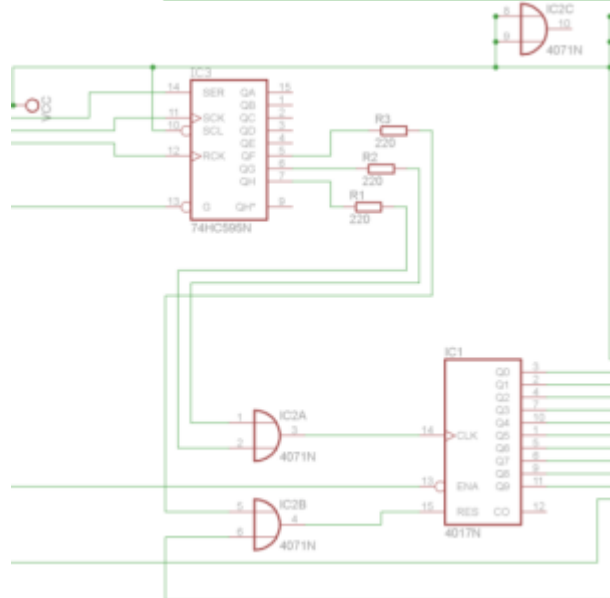 IC2C
8
10
9
4071N
IC3
VCC
14 SER QA 15
QB 1
11 SCK QC 2
10 SCL QD 3
QE 4
12 RCK QF 5
QG 6
QH 7
13 G QH* 9
74HC595N
R3
220
R2
220
R1
220
IC1
Q0 3
Q1 2
Q2 4
Q3 7
Q4 10
14 CLK Q5 1
Q6 5
Q7 6
Q8 9
13 ENA Q9 11
15 RES CO 12
4017N
IC2A
1
3
2
4071N
IC2B
5
4
6
4071N